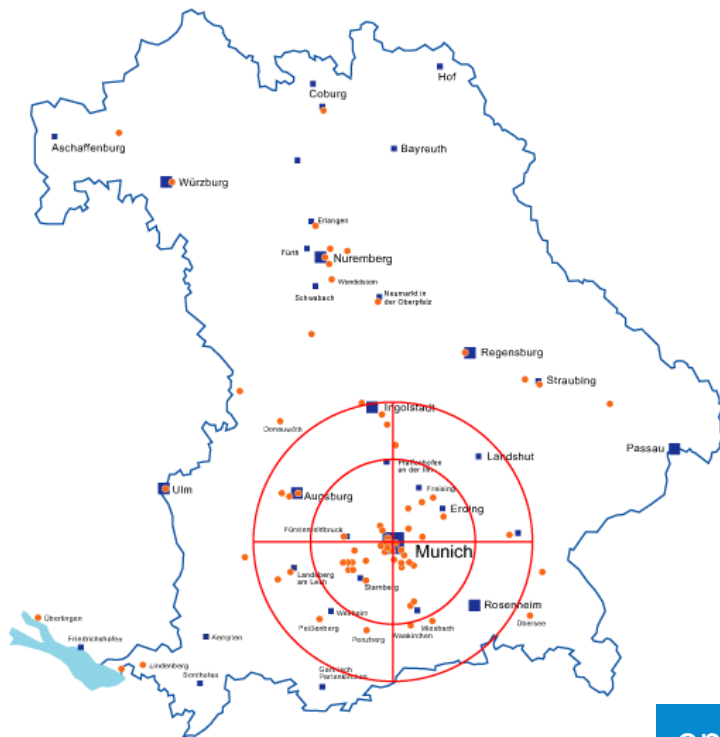 Hof
Coburg
Aschaffenburg
Bayreuth
Würzburg
Erlangen
Fürth
Nuremberg
Wendelstein
Schwabach
Neumarkt in
der Oberpfalz
Regensburg
Straubing
Ingolstadt
Donauwöth
Passau
Landshut
Pfaffenhofen
an der Ilm
Ulm
Augsburg
Freising
Erding
Fürstenfeldbruck
Munich
Landsberg
am Lech
Starnberg
Rosenheim
Weilheim
Peißenberg
Penzberg
Waakirchen
Miesbach
Übersee
Überlingen
Friedrichshafen
Kempten
Lindenberg
Sonthofen
Garmisch
Partenkirchen